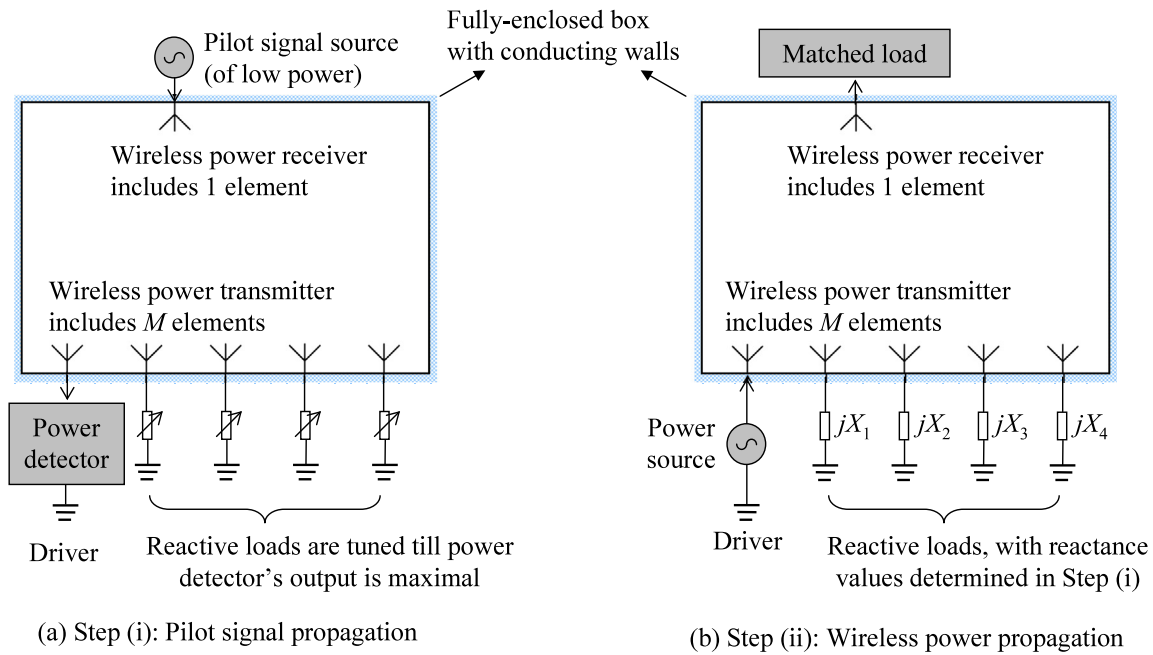 Pilot signal source
(of low power)
Fully-enclosed box
with conducting walls
Matched load
Wireless power receiver
includes 1 element
Wireless power receiver
includes 1 element
Wireless power transmitter
includes M elements
Wireless power transmitter
includes M elements
Power
detector
Driver
Reactive loads are tuned till power
detector's output is maximal
Power
source
jX1 jX2 jX3 jX4
Driver
Reactive loads, with reactance
values determined in Step (i)
(a) Step (i): Pilot signal propagation
(b) Step (ii): Wireless power propagation